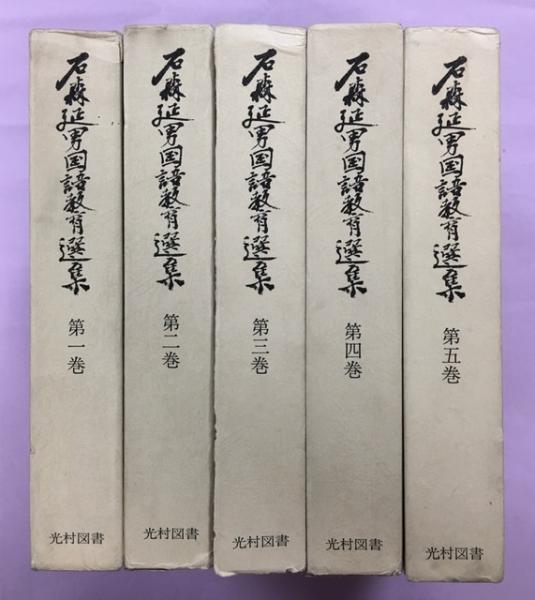 石森延男国語教育選集
第一巻
光村図書
石森延男国語教育選集
第二巻
光村図書
石森延男国語教育選集
第三巻
光村図書
石森延男国語教育選集
第四巻
光村図書
石森延男国語教育選集
第五巻
光村図書